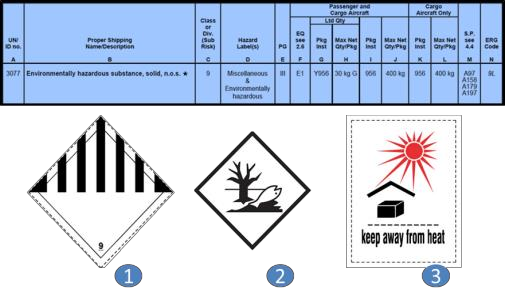 Passenger and Cargo Aircraft
Cargo Aircraft Only
Ltd Qty
UN/ ID no.
Proper Shipping Name/Description
Class or Div. (Sub Risk)
Hazard Label(s)
PG
EQ see 2.6
Pkg Inst
Max Net Qty/Pkg
Pkg Inst
Max Net Qty/Pkg
Pkg Inst
Max Net Qty/Pkg
S.P. see 4.4
ERG Code
A B C D E F G H I J K L M N
3077 Environmentally hazardous substance, solid, n.o.s. ★ 9 Miscellaneous & Environmentally hazardous III E1 Y956 30 kg G 956 400 kg 956 400 kg A97 A158 A179 A197 9L
9
keep away from heat
1 2 3